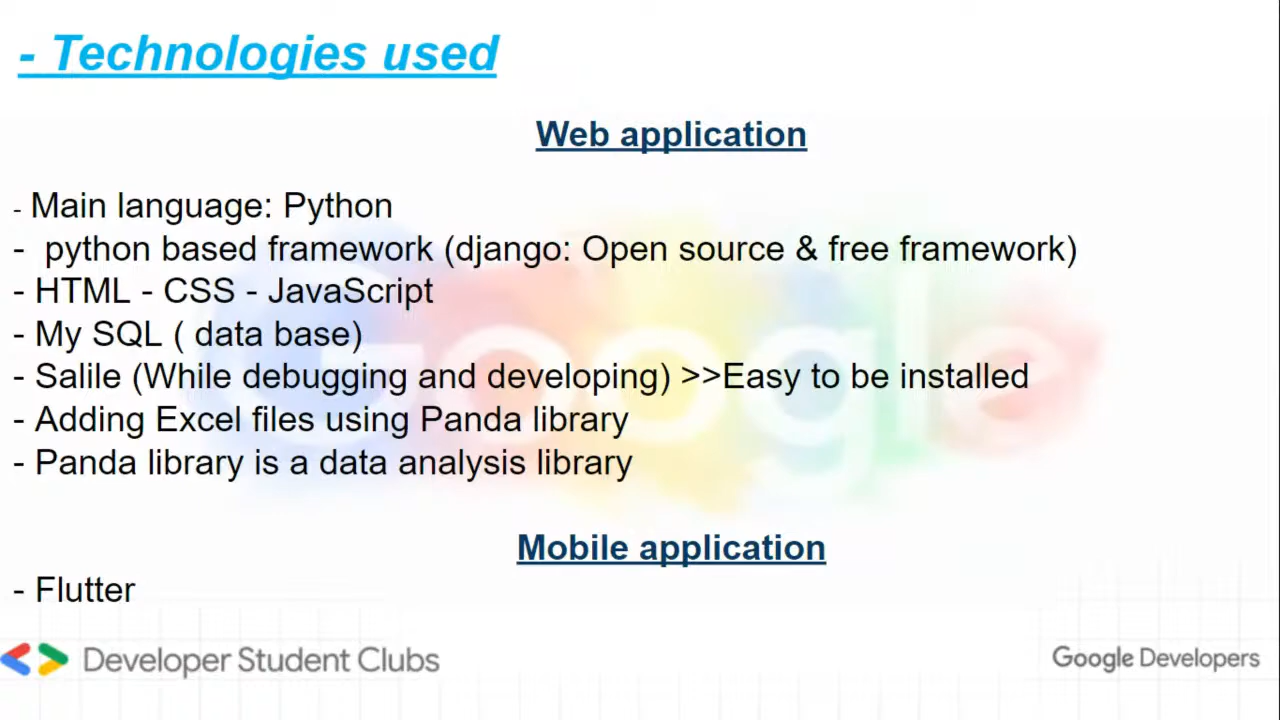 - Technologies used
Web application
- Main language: Python
- python based framework (django: Open source & free framework)
- HTML - CSS - JavaScript
- My SQL ( data base)
- Salile (While debugging and developing) >>Easy to be installed
- Adding Excel files using Panda library
- Panda library is a data analysis library
Google
Mobile application
- Flutter
Developer Student Clubs
Google Developers